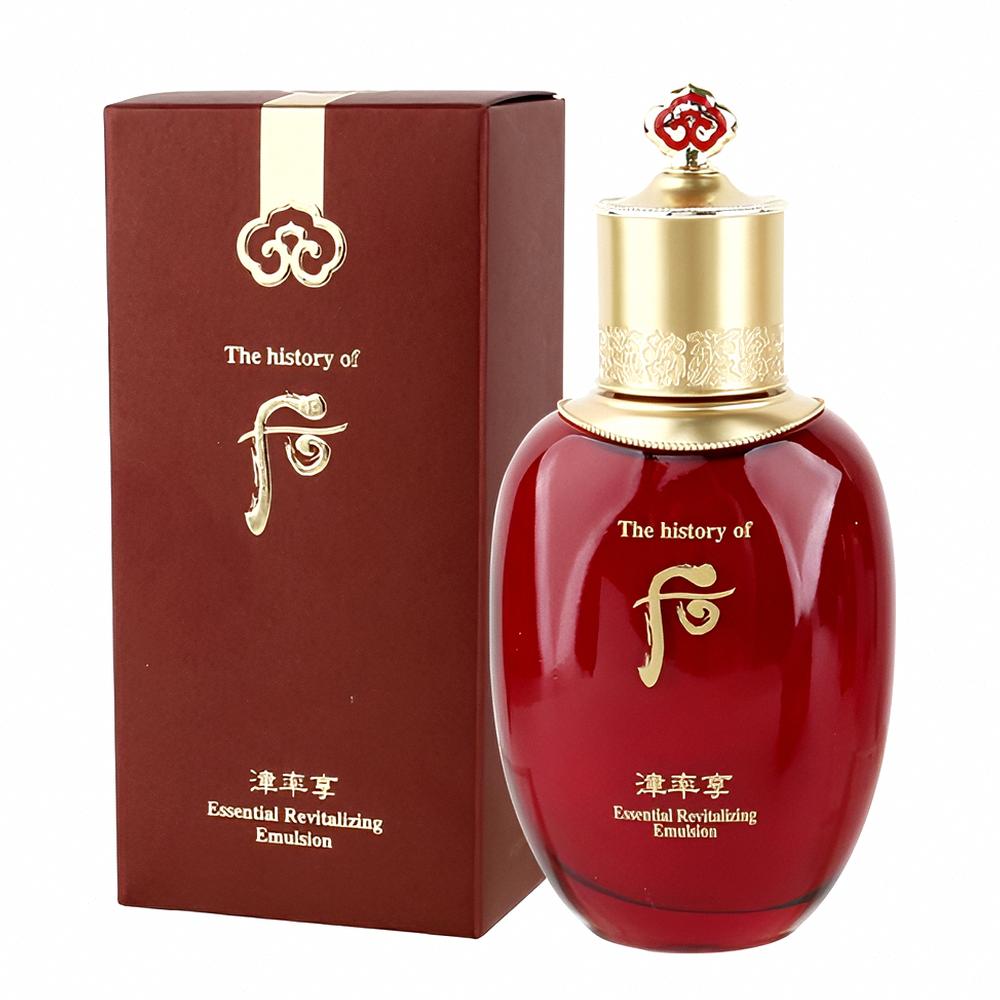 The history of
后
津率享
Essential Revitalizing
Emulsion
The history of
后
津率享
Essential Revitalizing
Emulsion